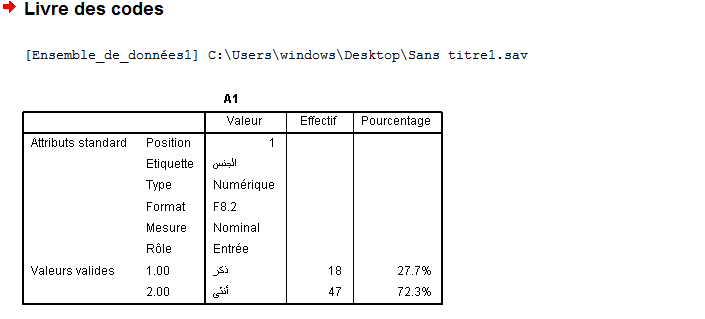 Livre des codes
[Ensemble_de_données1] C:\Users\windows\Desktop\Sans titre1.sav
A1
Valeur Effectif Pourcentage
Attributs standard Position 1
Etiquette الجنس
Type Numérique
Format F8.2
Mesure Nominal
Rôle Entrée
Valeurs valides 1.00 ذكر 18 27.7%
2.00 أنثى 47 72.3%